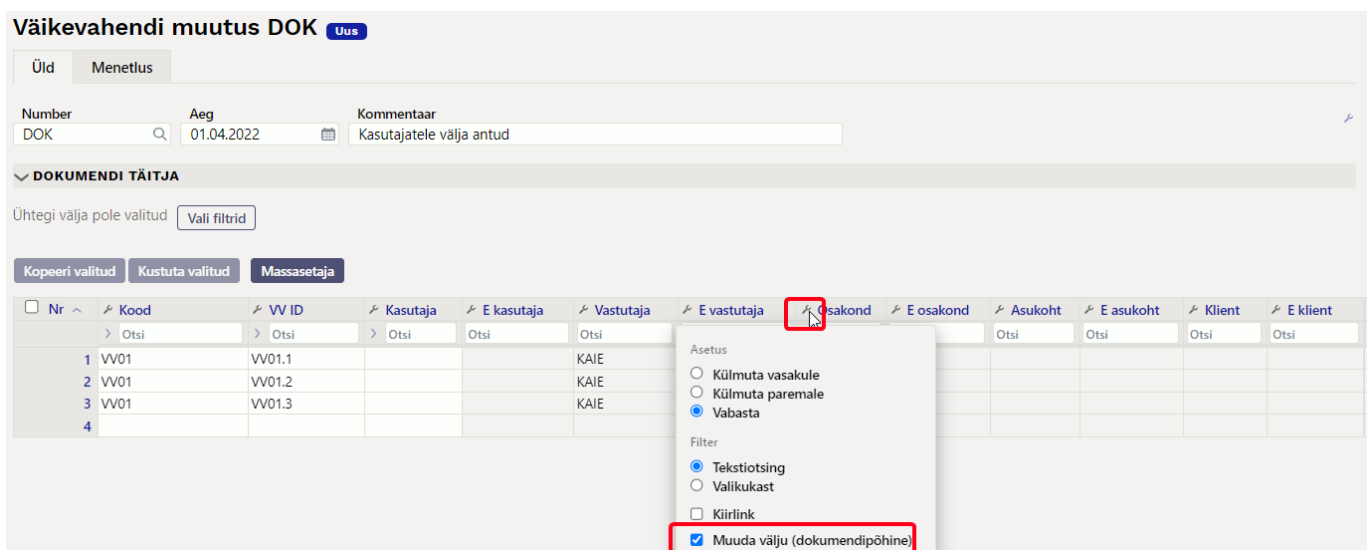 Väikevahendi muutus DOK Uus
Üld Menetlus
Number Aeg Kommentaar
DOK 01.04.2022 Kasutajatele välja antud
DOKUMENDI TÄITJA
Ühtegi välja pole valitud Vali filtrid
Kopeeri valitud Kustuta valitud Massasetaja
Nr Kood VV ID Kasutaja E kasutaja Vastutaja E vastutaja Osakond E osakond Asukoht E asukoht Klient E klient
> Otsi > Otsi > Otsi Otsi Otsi Otsi Otsi Otsi Otsi
1 VV01 VV01.1 KAIE
2 VV01 VV01.2 KAIE
3 VV01 VV01.3 KAIE
4
Asetus
Külmuta vasakule
Külmuta paremale
Vabasta
Filter
Tekstiotsing
Valikukast
Kiirlink
Muuda välju (dokumendipõhine)